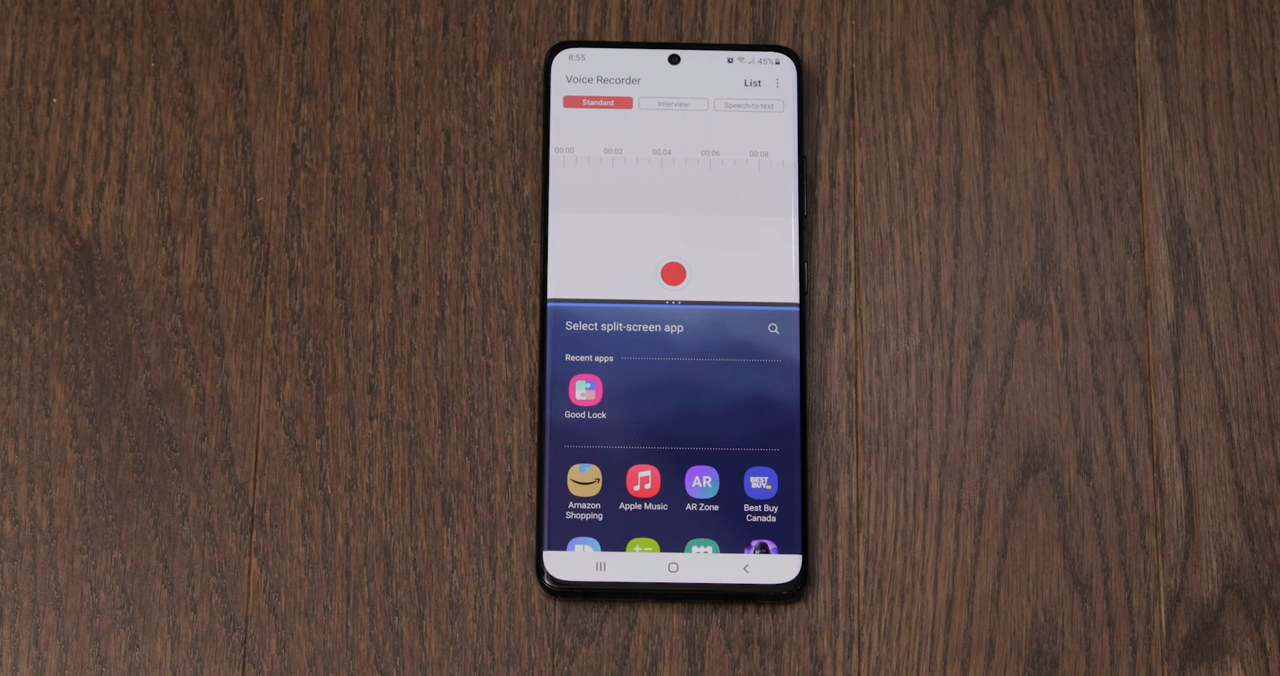 8:55
45%
Voice Recorder
List
Standard
Interview
Speech-to-text
00:00 00:02 00:04 00:06 00:08
Select split-screen app
Recent apps
Good Lock
AR
BEST
BUY
Amazon
Shopping
Apple Music
AR Zone
Best Buy
Canada